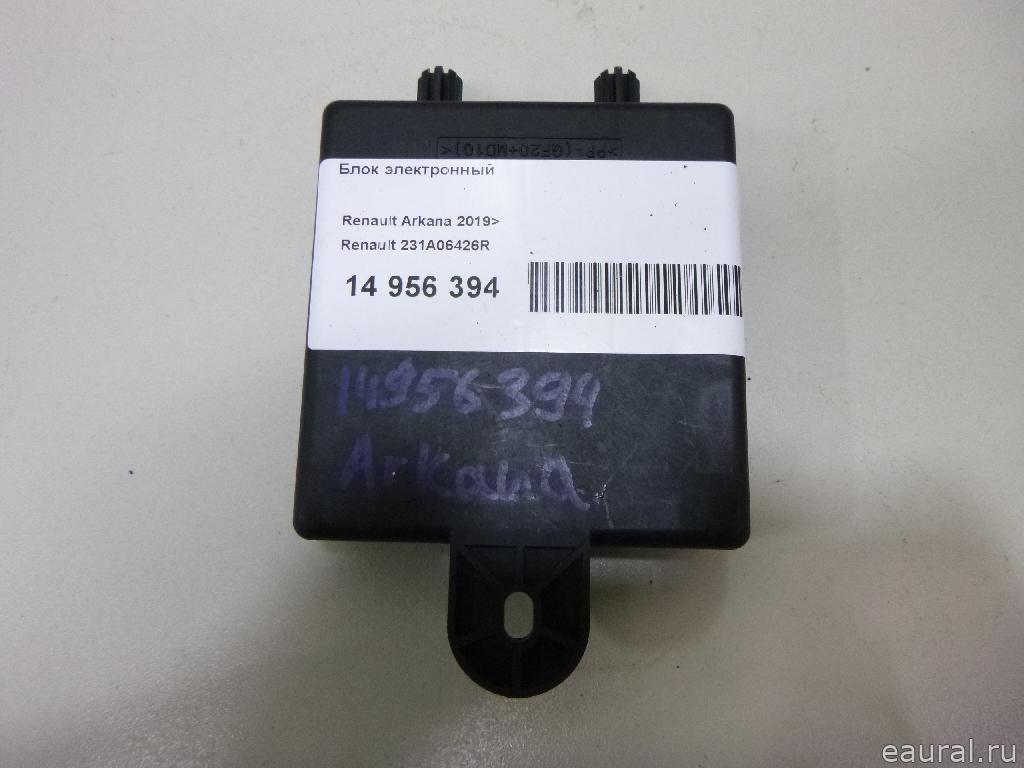 >PP-(GF20+MD10)<
Блок электронный
Renault Arkana 2019>
Renault 231A06426R
14 956 394
14956394
Arkana
eaural.ru